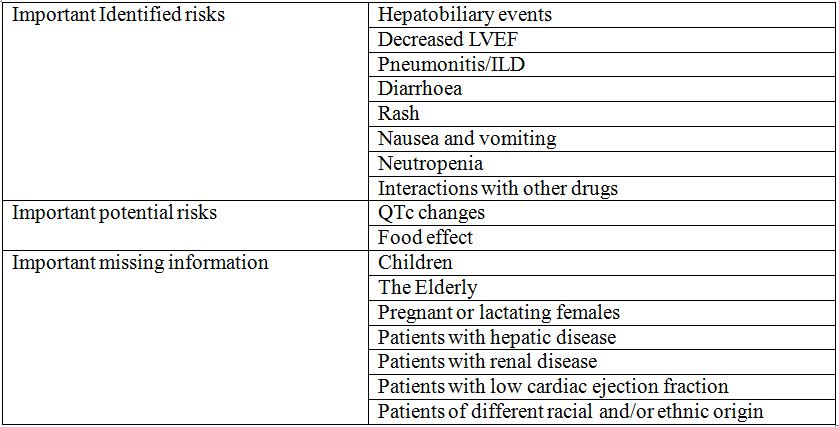 Important Identified risks
Hepatobiliary events
Decreased LVEF
Pneumonitis/ILD
Diarrhoea
Rash
Nausea and vomiting
Neutropenia
Interactions with other drugs
Important potential risks
QTc changes
Food effect
Important missing information
Children
The Elderly
Pregnant or lactating females
Patients with hepatic disease
Patients with renal disease
Patients with low cardiac ejection fraction
Patients of different racial and/or ethnic origin